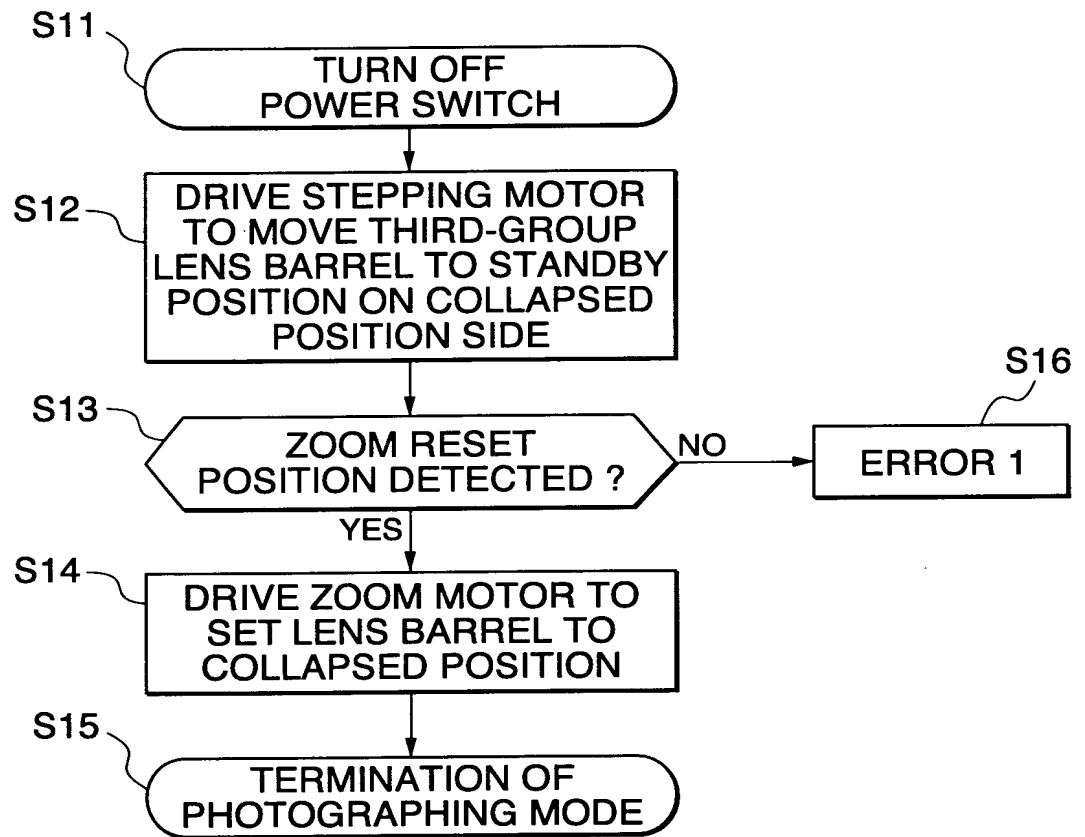 S11
TURN OFF
POWER SWITCH
S12
DRIVE STEPPING MOTOR
TO MOVE THIRD-GROUP
LENS BARREL TO STANDBY
POSITION ON COLLAPSED
POSITION SIDE
S13
ZOOM RESET
POSITION DETECTED ?
NO
S16
ERROR 1
YES
S14
DRIVE ZOOM MOTOR TO
SET LENS BARREL TO
COLLAPSED POSITION
S15
TERMINATION OF
PHOTOGRAPHING MODE